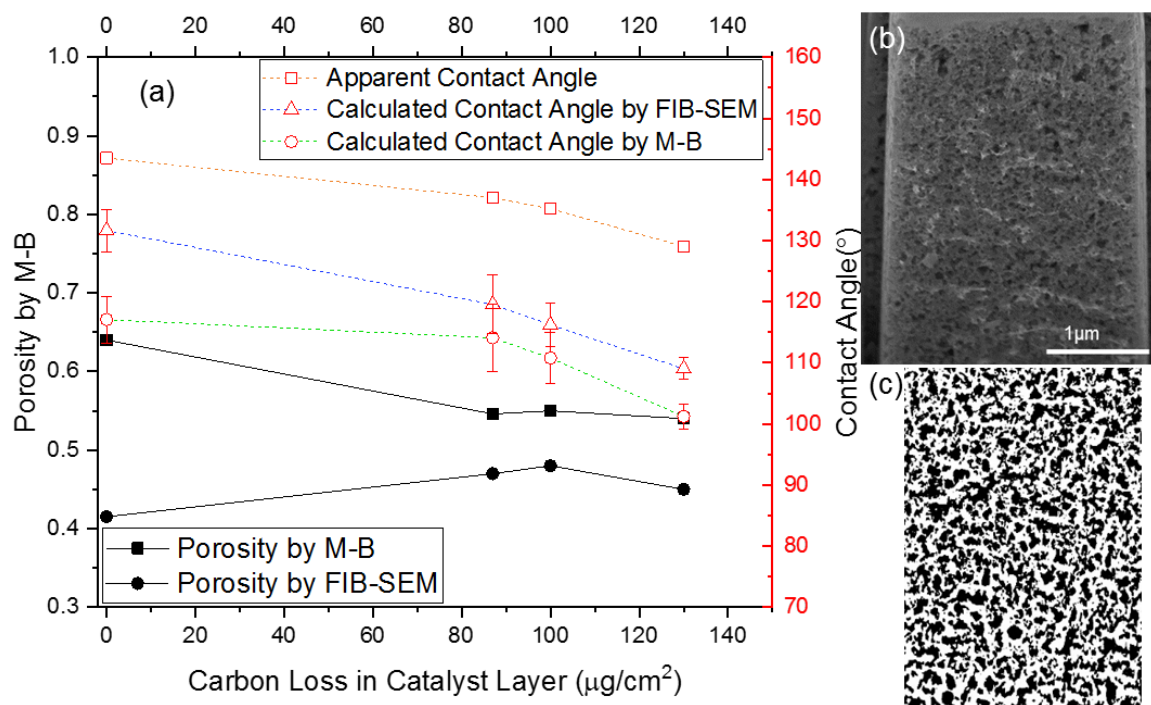 0 20 40 60 80 100 120 140
1.0
0.9
0.8
0.7
0.6
0.5
0.4
0.3
Porosity by M-B
(a)
Apparent Contact Angle
Calculated Contact Angle by FIB-SEM
Calculated Contact Angle by M-B
Porosity by M-B
Porosity by FIB-SEM
160
150
140
130
120
110
100
90
80
70
Contact Angle(°)
0 20 40 60 80 100 120 140
Carbon Loss in Catalyst Layer (μg/cm²)
(b)
1μm
(c)